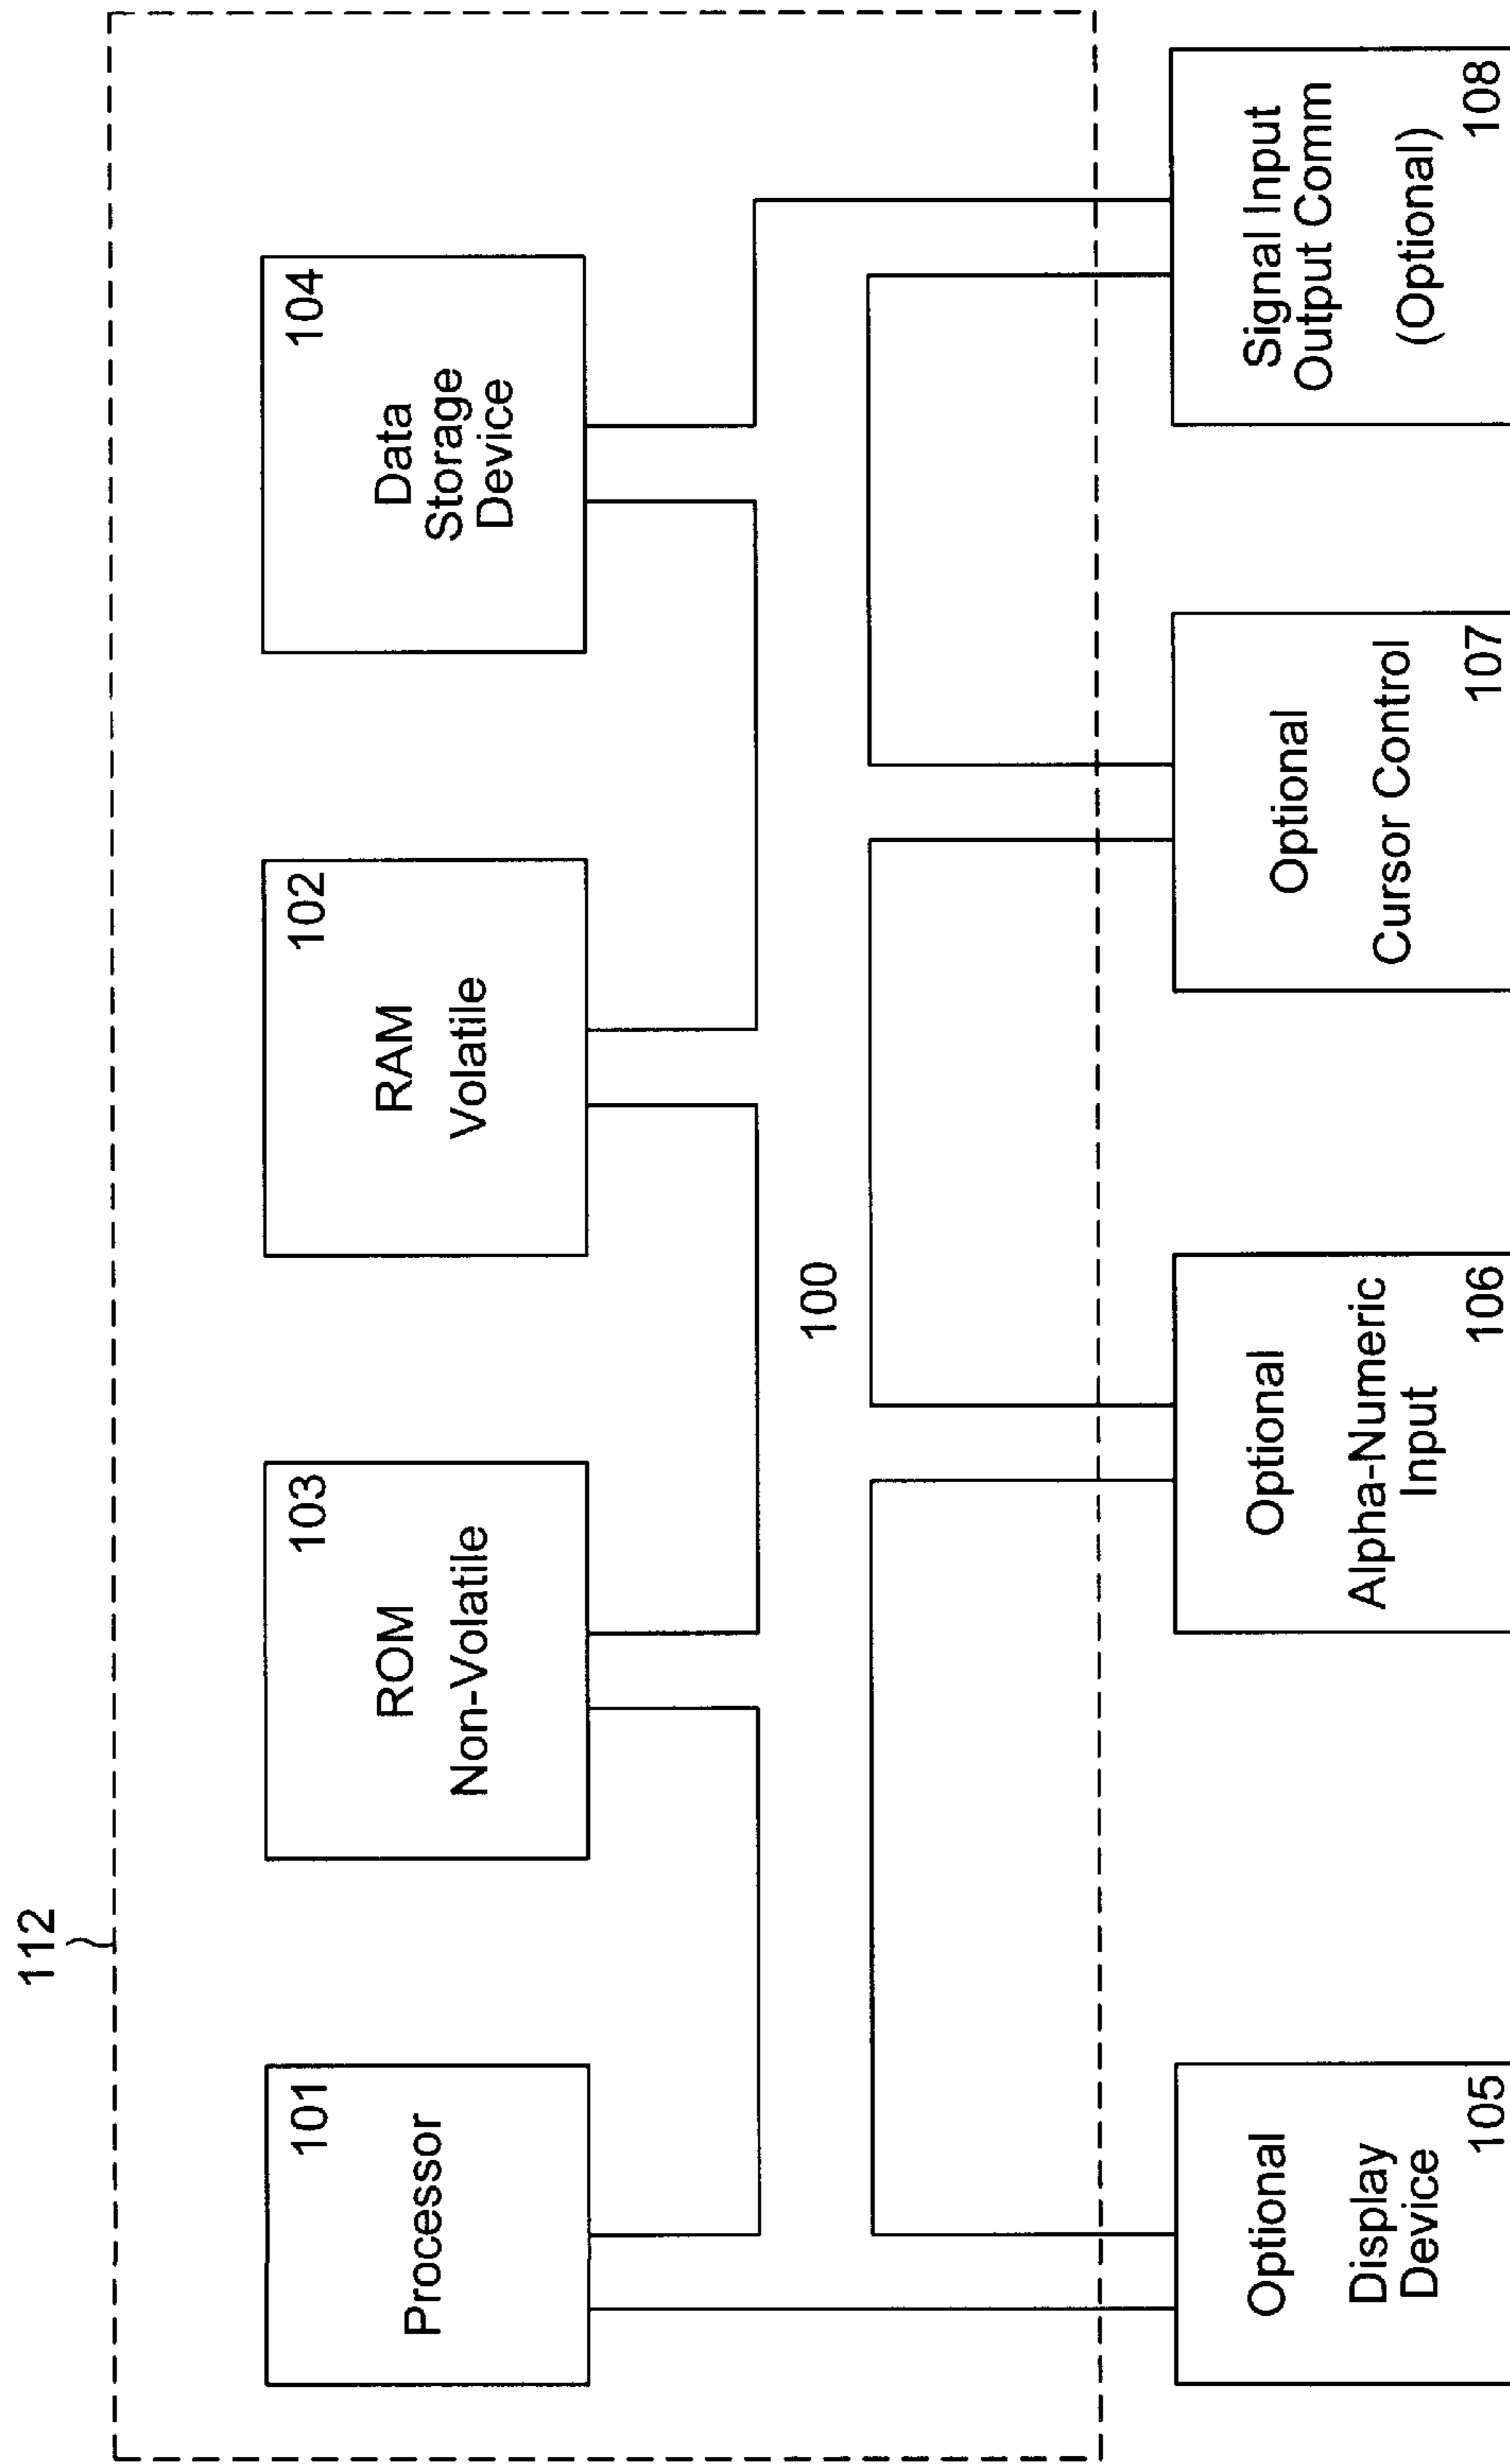 112
101
Processor
103
ROM
Non-Volatile
102
RAM
Volatile
104
Data
Storage
Device
100
Optional
Display
Device
105
Optional
Alpha-Numeric
Input
106
Optional
Cursor Control
107
Signal Input
Output Comm
(Optional)
108